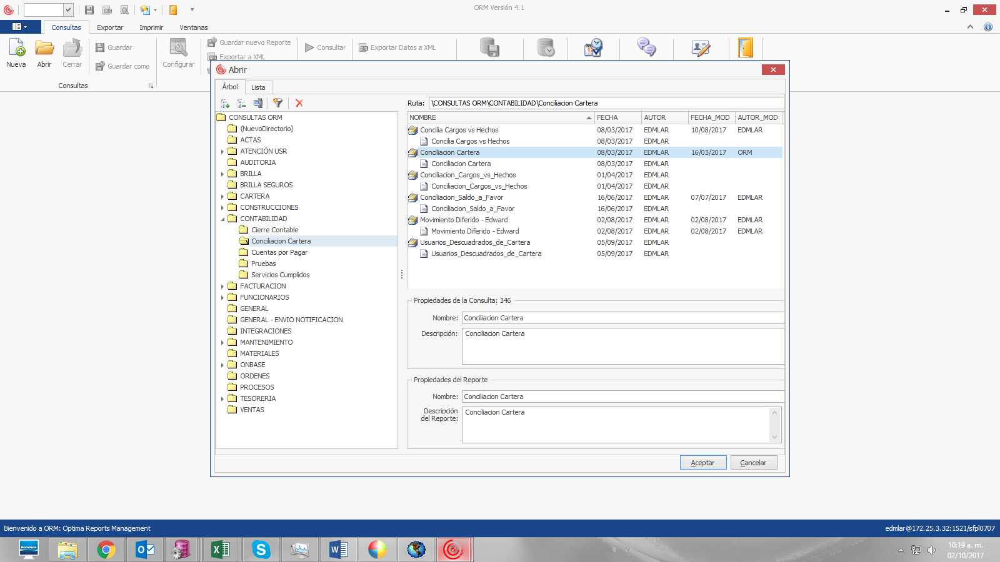 ORM Versión 4.1
Consultas
Exportar
Imprimir
Ventanas
Nueva
Abrir
Cerrar
Guardar
Guardar como
Configurar
Guardar nuevo Reporte
Exportar a XML
Consultar
Exportar Datos a XML
Consultas
Abrir
Árbol
Lista
Ruta: \CONSULTAS ORM\CONTABILIDAD\Conciliacion Cartera
CONSULTAS ORM
(NuevoDirectorio)
ACTAS
ATENCIÓN USR
AUDITORIA
BRILLA
BRILLA SEGUROS
CARTERA
CONSTRUCCIONES
CONTABILIDAD
Cierre Contable
Conciliacion Cartera
Cuentas por Pagar
Pruebas
Servicios Cumplidos
FACTURACION
FUNCIONARIOS
GENERAL
GENERAL - ENVIO NOTIFICACION
INTEGRACIONES
MANTENIMIENTO
MATERIALES
ONBASE
ORDENES
PROCESOS
TESORERIA
VENTAS
NOMBRE FECHA AUTOR FECHA_MOD AUTOR_MOD
Concilia Cargos vs Hechos 08/03/2017 EDMLAR 10/08/2017 EDMLAR
Concilia Cargos vs Hechos 08/03/2017 EDMLAR
Conciliacion Cartera 08/03/2017 EDMLAR 16/03/2017 ORM
Conciliacion Cartera 08/03/2017 EDMLAR
Conciliacion_Cargos_vs_Hechos 01/04/2017 EDMLAR
Conciliacion_Cargos_vs_Hechos 01/04/2017 EDMLAR
Conciliacion_Saldo_a_Favor 16/06/2017 EDMLAR 07/07/2017 EDMLAR
Conciliacion_Saldo_a_Favor 16/06/2017 EDMLAR
Movimiento Diferido - Edward 02/08/2017 EDMLAR 02/08/2017 EDMLAR
Movimiento Diferido - Edward 02/08/2017 EDMLAR 02/08/2017 EDMLAR
Usuarios_Descuadrados_de_Cartera 05/09/2017 EDMLAR
Usuarios_Descuadrados_de_Cartera 05/09/2017 EDMLAR
Propiedades de la Consulta: 346
Nombre: Conciliacion Cartera
Descripción: Conciliacion Cartera
Propiedades del Reporte
Nombre: Conciliacion Cartera
Descripción del Reporte: Conciliacion Cartera
Aceptar
Cancelar
Bienvenido a ORM: Optima Reports Management
edmlar@172.25.3.32:1521/sfpl0707
lenovo
10:19 a. m.
02/10/2017